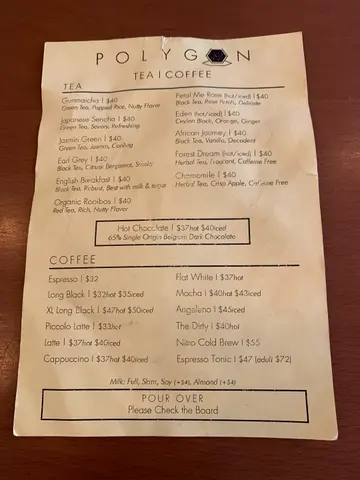 POLYGON
TEA | COFFEE
TEA
Genmaicha | $40
Green Tea, Popped Rice, Nutty Flavor
Japanese Sencha | $40
Green Tea, Savory, Refreshing
Jasmin Green | $40
Green Tea, Jasmin, Cooling
Earl Grey | $40
Black Tea, Citrus Bergamot, Smoky
English Breakfast | $40
Black Tea, Robust, Best with milk & sugar
Organic Rooibos | $40
Red Tea, Rich, Nutty Flavor
Petal Me Rose (hot/iced) | $40
Black Tea, Rose Petals, Delicate
Eden (hot/iced) | $40
Ceylon Black, Orange, Ginger
African Journey | $40
Black Tea, Vanilla, Decadent
Forest Dream (hot/iced) | $40
Herbal Tea, Fragrant, Caffeine Free
Chamomile | $40
Herbal Tea, Crisp Apple, Caffeine Free
Hot Chocolate | $37hot $40iced
65% Single Origin Belgium Dark Chocolate
COFFEE
Espresso | $32
Long Black | $32hot $35iced
XL Long Black | $47hot $50iced
Piccolo Latte | $33hot
Latte | $37hot $40iced
Cappuccino | $37hot $40iced
Flat White | $37hot
Mocha | $40hot $43iced
Angeleno | $45iced
The Dirty | $40hot
Nitro Cold Brew | $55
Espresso Tonic | $47 (adult $72)
Milk: Full, Skim, Soy (+$4), Almond (+$4)
POUR OVER
Please Check the Board